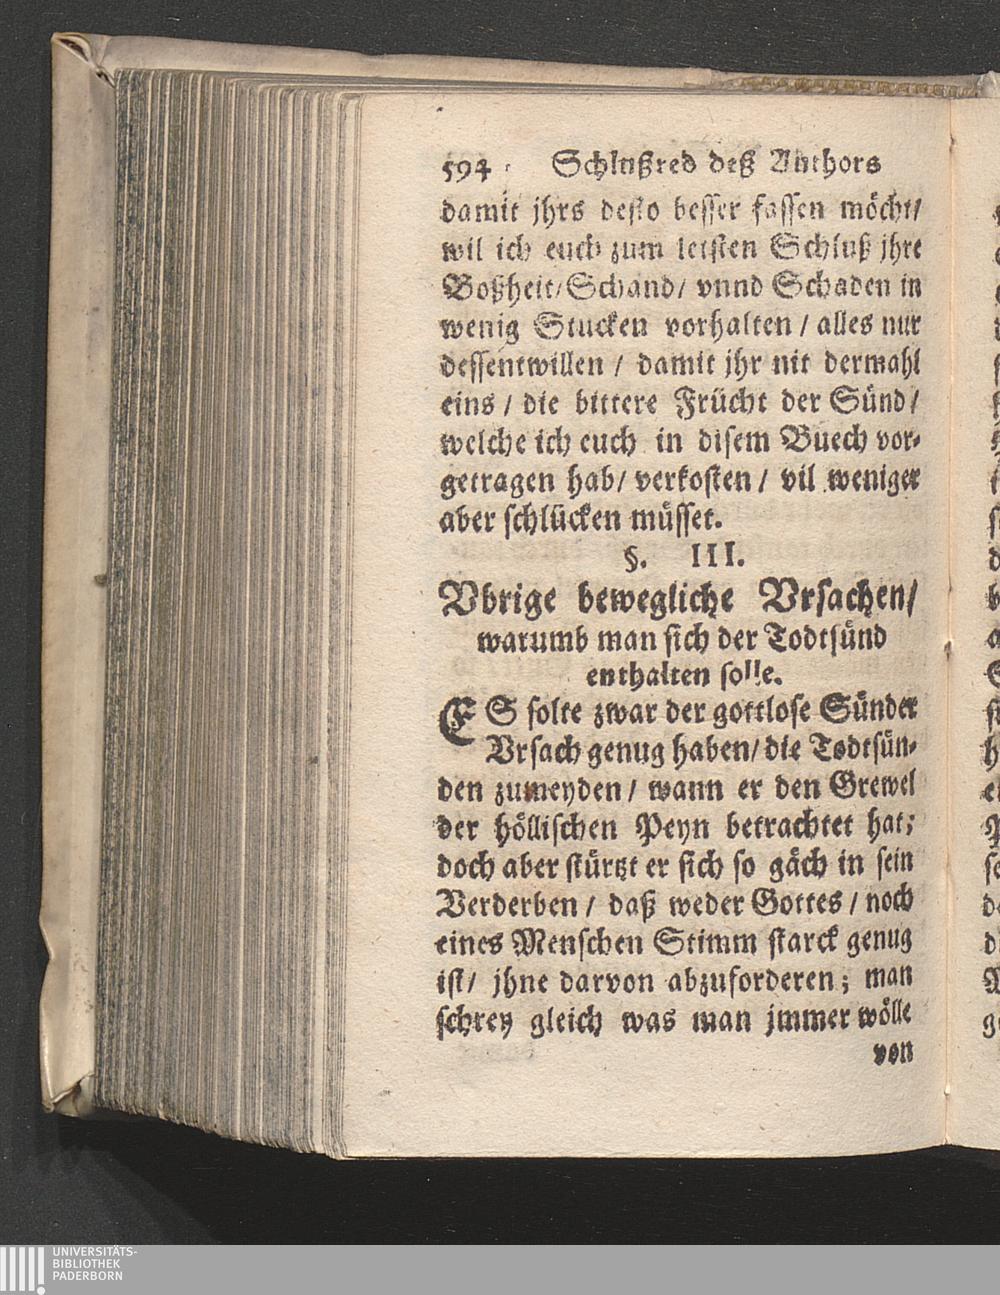 594 Schlußred deß Authors
damit jhrs desto besser fassen möcht/
wil ich euch zum letsten Schluß jhre
Boßheit/ Schand/ vnnd Schaden in
wenig Stucken vorhalten / alles nur
dessentwillen / damit jhr nit dermahl
eins / die bittere Frücht der Sünd/
welche ich euch in disem Buech vor-
getragen hab/ verkosten / vil weniger
aber schlücken müsset.
§. III.
Vbrige bewegliche Vrsachen/
warumb man sich der Todtsünd
enthalten solle.
ES solte zwar der gottlose Sünder
Vrsach genug haben/ die Todtsün-
den zumeyden / wann er den Grewel
der höllischen Peyn betrachtet hat;
doch aber stürtzt er sich so gäch in sein
Verderben / daß weder Gottes / noch
eines Menschen Stimm starck genug
ist/ jhne darvon abzuforderen; man
schrey gleich was man jmmer wölle
von
UNIVERSITÄTS-
BIBLIOTHEK
PADERBORN